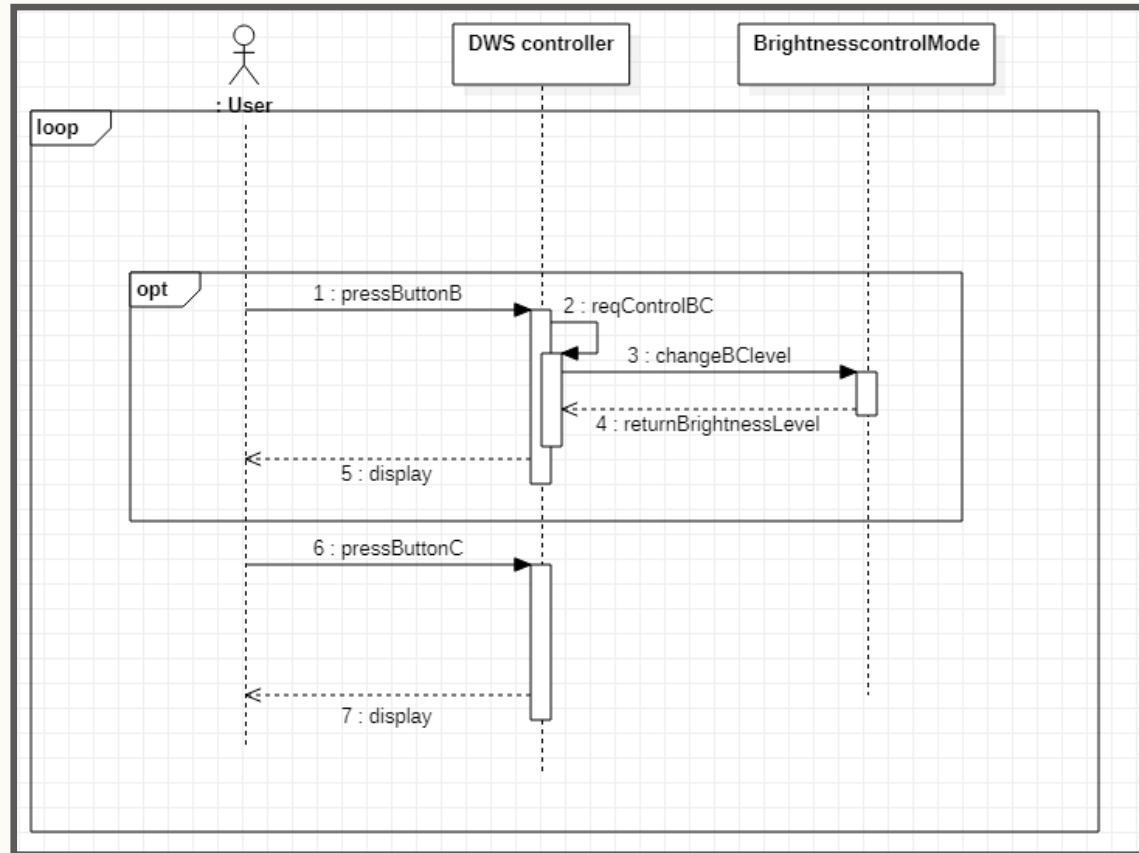 : User
DWS controller
BrightnesscontrolMode
loop
opt
1 : pressButtonB
2 : reqControlBC
3 : changeBClevel
4 : returnBrightnessLevel
5 : display
6 : pressButtonC
7 : display